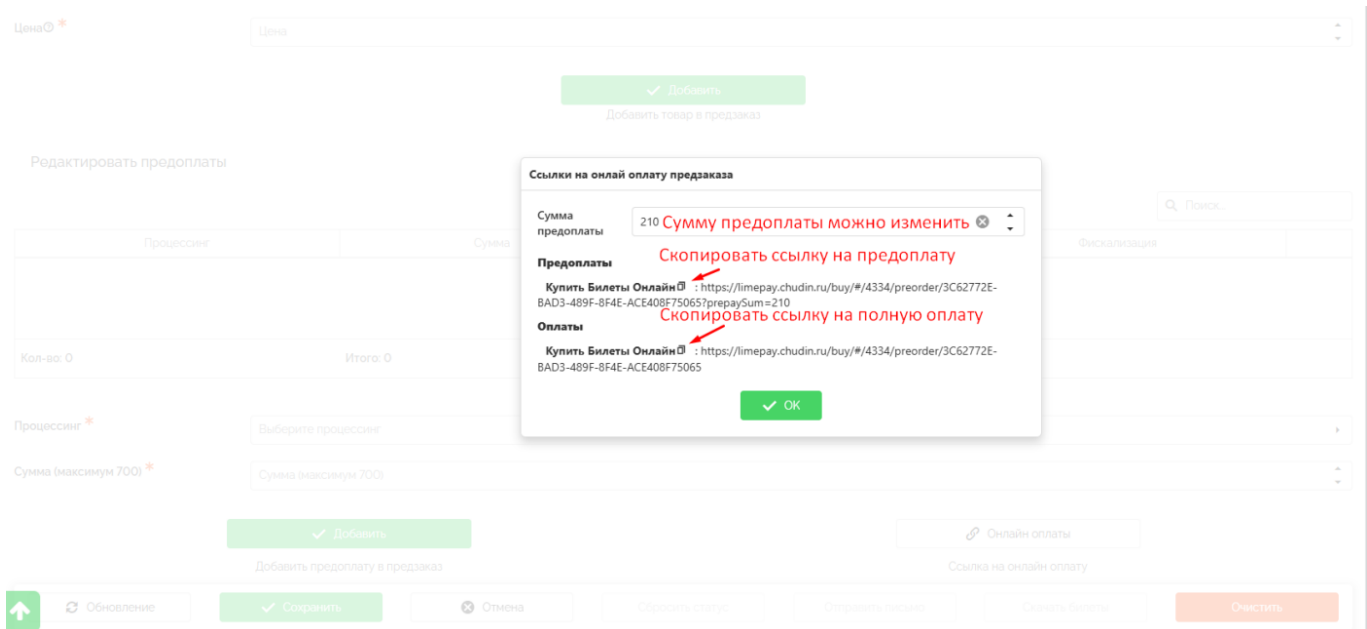 Цена *
Цена
Добавить
Добавить товар в предзаказ
Редактировать предоплаты
Поиск...
Процессинг Сумма Фискализация
Кол-во: 0 Итого: 0
Ссылки на онлай оплату предзаказа
Сумма предоплаты
210 Сумму предоплаты можно изменить
Скопировать ссылку на предоплату
Предоплаты
Купить Билеты Онлайн : https://limepay.chudin.ru/buy/#/4334/preorder/3C62772E-
BAD3-489F-8F4E-ACE408F75065?prepaySum=210
Скопировать ссылку на полную оплату
Оплаты
Купить Билеты Онлайн : https://limepay.chudin.ru/buy/#/4334/preorder/3C62772E-
BAD3-489F-8F4E-ACE408F75065
OK
Процессинг *
Выберите процессинг
Сумма (максимум 700) *
Сумма (максимум 700)
Добавить Онлайн оплаты
Добавить предоплату в предзаказ Ссылка на онлайн оплату
Обновление Сохранить Отмена Сбросить статус Отправить письмо Скачать билеты Очистить